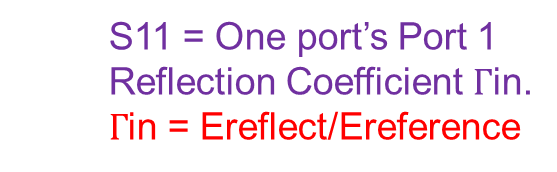 S11 = One port’s Port 1
Reflection Coefficient Γin.
Γin = Ereflect/Ereference